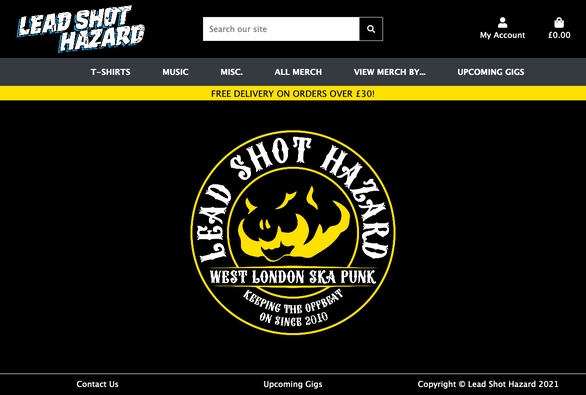 LEAD SHOT
HAZARD
Search our site
My Account
£0.00
T-SHIRTS
MUSIC
MISC.
ALL MERCH
VIEW MERCH BY...
UPCOMING GIGS
FREE DELIVERY ON ORDERS OVER £30!
LEAD SHOT HAZARD
WEST LONDON SKA PUNK
KEEPING THE OFFBEAT
ON SINCE 2010
Contact Us
Upcoming Gigs
Copyright © Lead Shot Hazard 2021